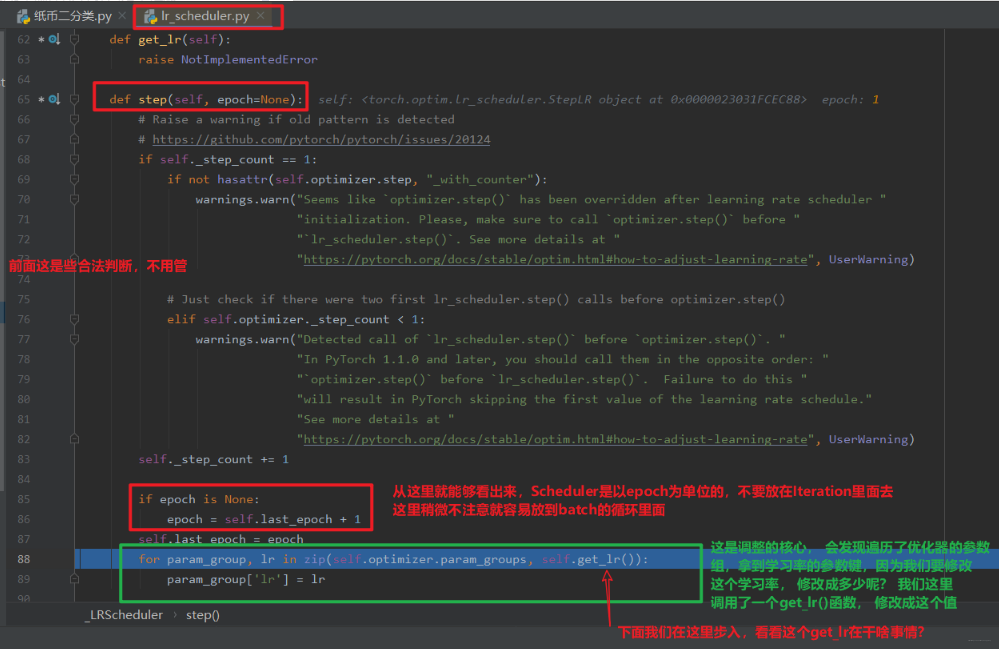 纸币二分类.py × lr_scheduler.py ×
62 def get_lr(self):
63 raise NotImplementedError
64
65 def step(self, epoch=None): self: <torch.optim.lr_scheduler.StepLR object at 0x0000023031FCEC88> epoch: 1
66 # Raise a warning if old pattern is detected
67 # https://github.com/pytorch/pytorch/issues/20124
68 if self._step_count == 1:
69 if not hasattr(self.optimizer.step, "_with_counter"):
70 warnings.warn("Seems like `optimizer.step()` has been overridden after learning rate scheduler "
71 "initialization. Please, make sure to call `optimizer.step()` before "
72 "`lr_scheduler.step()`. See more details at "
"https://pytorch.org/docs/stable/optim.html#how-to-adjust-learning-rate", UserWarning)
前面这是些合法判断，不用管
74
75 # Just check if there were two first lr_scheduler.step() calls before optimizer.step()
76 elif self.optimizer._step_count < 1:
77 warnings.warn("Detected call of `lr_scheduler.step()` before `optimizer.step()`. "
78 "In PyTorch 1.1.0 and later, you should call them in the opposite order: "
79 "`optimizer.step()` before `lr_scheduler.step()`. Failure to do this "
80 "will result in PyTorch skipping the first value of the learning rate schedule."
81 "See more details at "
82 "https://pytorch.org/docs/stable/optim.html#how-to-adjust-learning-rate", UserWarning)
83 self._step_count += 1
84
85 if epoch is None:
86 epoch = self.last_epoch + 1
从这里就能够看出来，Scheduler是以epoch为单位的，不要放在Iteration里面去
这里稍微不注意就容易放到batch的循环里面
87 self.last_epoch = epoch
88 for param_group, lr in zip(self.optimizer.param_groups, self.get_lr()):
89 param_group['lr'] = lr
90
这是调整的核心， 会发现遍历了优化器的参数
组，拿到学习率的参数键，因为我们要修改
这个学习率， 修改成多少呢？ 我们这里
调用了一个get_lr()函数， 修改成这个值
_LRScheduler › step()
下面我们在这里步入，看看这个get_lr在干啥事情？